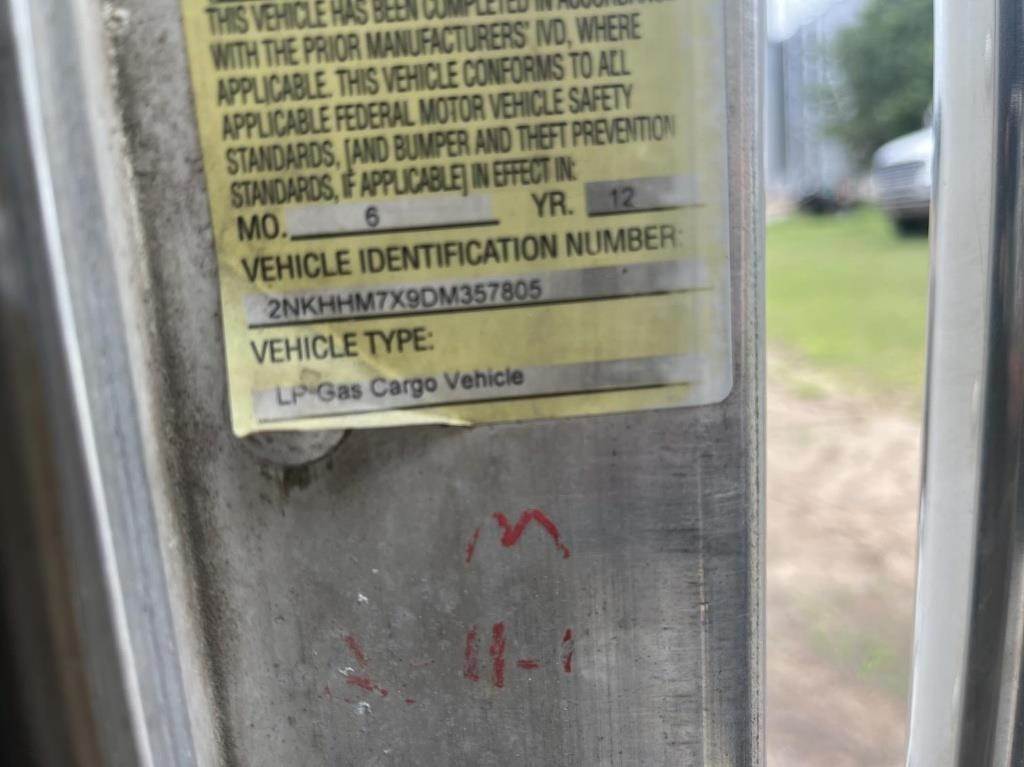 THIS VEHICLE HAS BEEN COMPLETED IN ACCORDANCE
WITH THE PRIOR MANUFACTURERS' IVD, WHERE
APPLICABLE. THIS VEHICLE CONFORMS TO ALL
APPLICABLE FEDERAL MOTOR VEHICLE SAFETY
STANDARDS, [AND BUMPER AND THEFT PREVENTION
STANDARDS, IF APPLICABLE] IN EFFECT IN:
MO. 6 YR. 12
VEHICLE IDENTIFICATION NUMBER:
2NKHHM7X9DM357805
VEHICLE TYPE:
LP Gas Cargo Vehicle
M
11-1